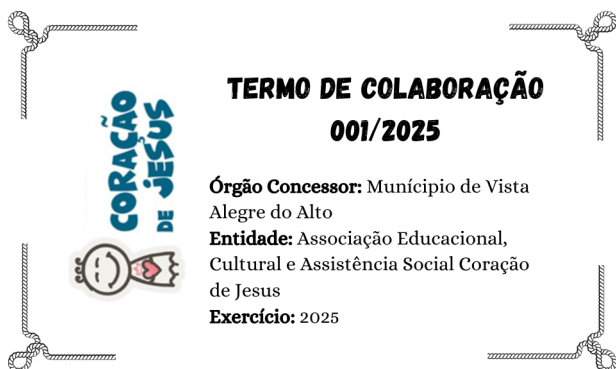 CORAÇÃO
DE JESUS
TERMO DE COLABORAÇÃO
001/2025
Órgão Concessor: Munícipio de Vista
Alegre do Alto
Entidade: Associação Educacional,
Cultural e Assistência Social Coração
de Jesus
Exercício: 2025